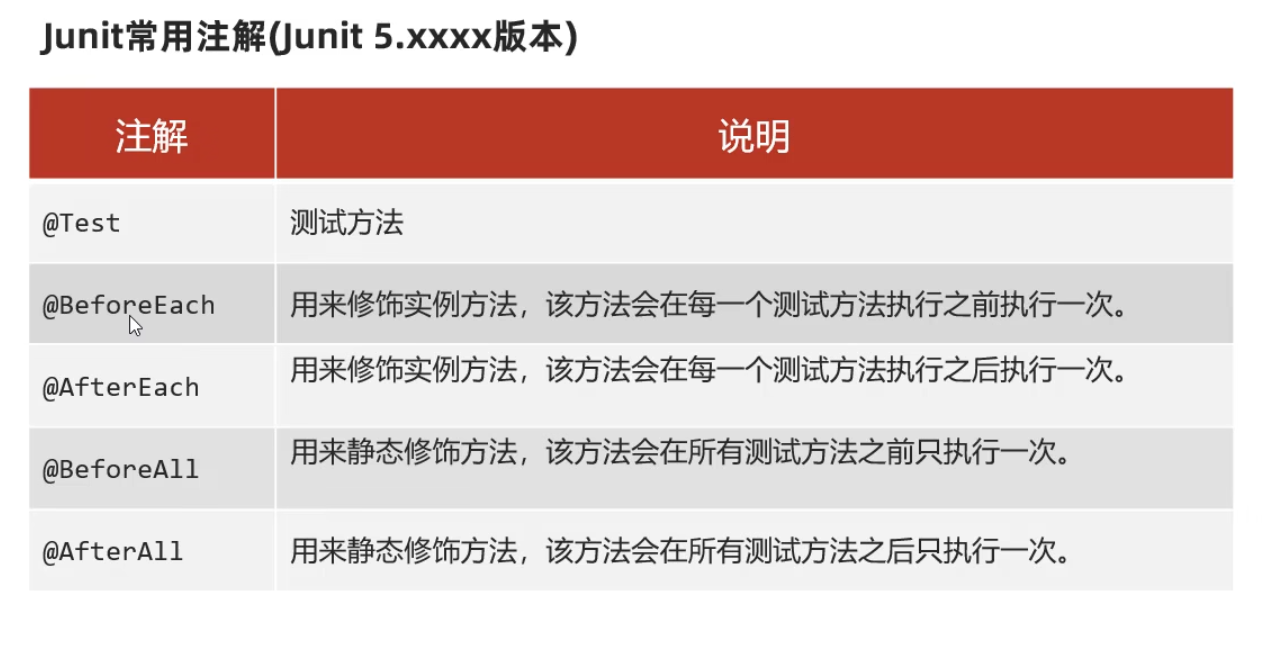 Junit常用注解(Junit 5.xxxx版本)
注解 说明
@Test 测试方法
@BeforeEach 用来修饰实例方法，该方法会在每一个测试方法执行之前执行一次。
@AfterEach 用来修饰实例方法，该方法会在每一个测试方法执行之后执行一次。
@BeforeAll 用来静态修饰方法，该方法会在所有测试方法之前只执行一次。
@AfterAll 用来静态修饰方法，该方法会在所有测试方法之后只执行一次。